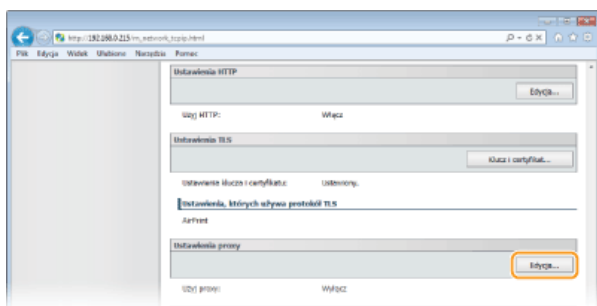 http://192.168.0.215/m_network_tcpip.html
Plik Edycja Widok Ulubione Narzędzia Pomoc
Ustawienia HTTP
Edycja...
Użyj HTTP: Włącz
Ustawienia TLS
Klucz i certyfikat...
Ustawienia klucza i certyfikatu: Ustawiony.
Ustawienia, których używa protokół TLS
AirPrint
Ustawienia proxy
Edycja...
Użyj proxy: Wyłącz